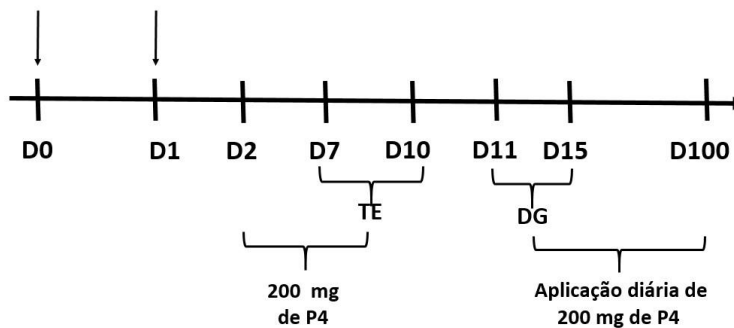 D0 D1 D2 D7 D10 D11 D15 D100
TE DG
200 mg
de P4
Aplicação diária de
200 mg de P4